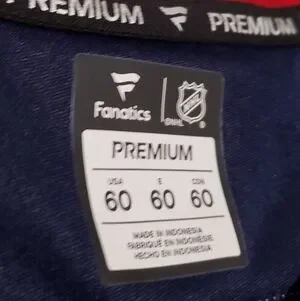 PREMIUM PREMIUM
Fanatics NHL ©NHL
PREMIUM
USA E CDN
60 60 60
MADE IN INDONESIA
FABRIQUÉ EN INDONÉSIE
HECHO EN INDONESIA